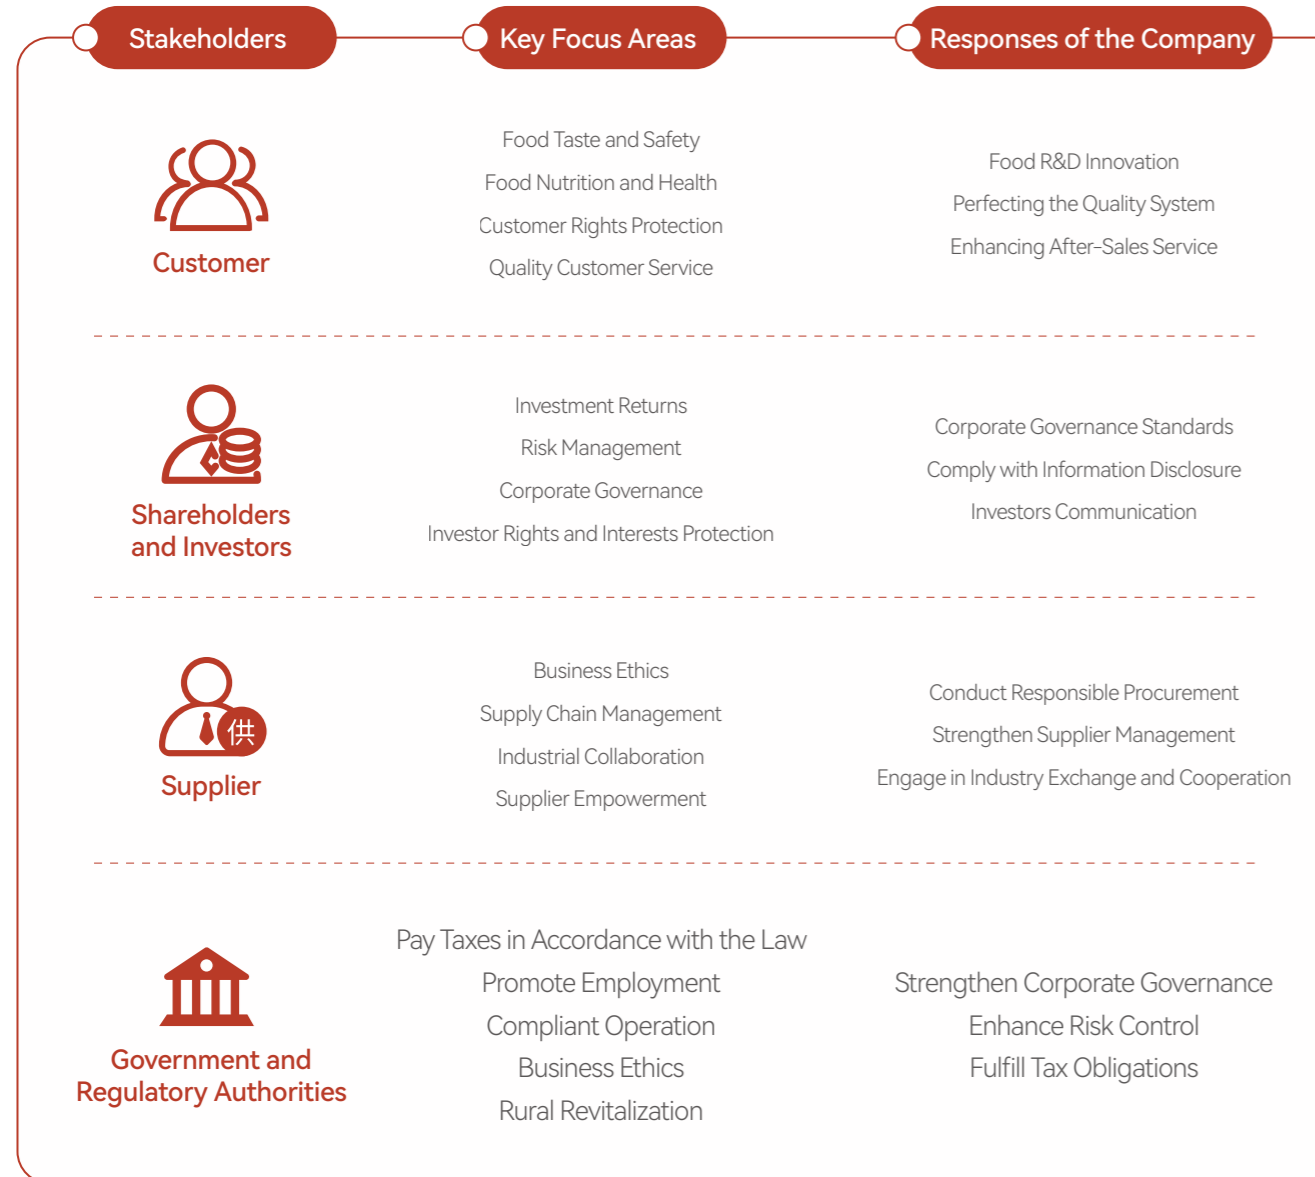 Stakeholders
Key Focus Areas
Responses of the Company
Customer
Food Taste and Safety
Food Nutrition and Health
Customer Rights Protection
Quality Customer Service
Food R&D Innovation
Perfecting the Quality System
Enhancing After-Sales Service
Shareholders
and Investors
Investment Returns
Risk Management
Corporate Governance
Investor Rights and Interests Protection
Corporate Governance Standards
Comply with Information Disclosure
Investors Communication
供
Supplier
Business Ethics
Supply Chain Management
Industrial Collaboration
Supplier Empowerment
Conduct Responsible Procurement
Strengthen Supplier Management
Engage in Industry Exchange and Cooperation
Government and
Regulatory Authorities
Pay Taxes in Accordance with the Law
Promote Employment
Compliant Operation
Business Ethics
Rural Revitalization
Strengthen Corporate Governance
Enhance Risk Control
Fulfill Tax Obligations